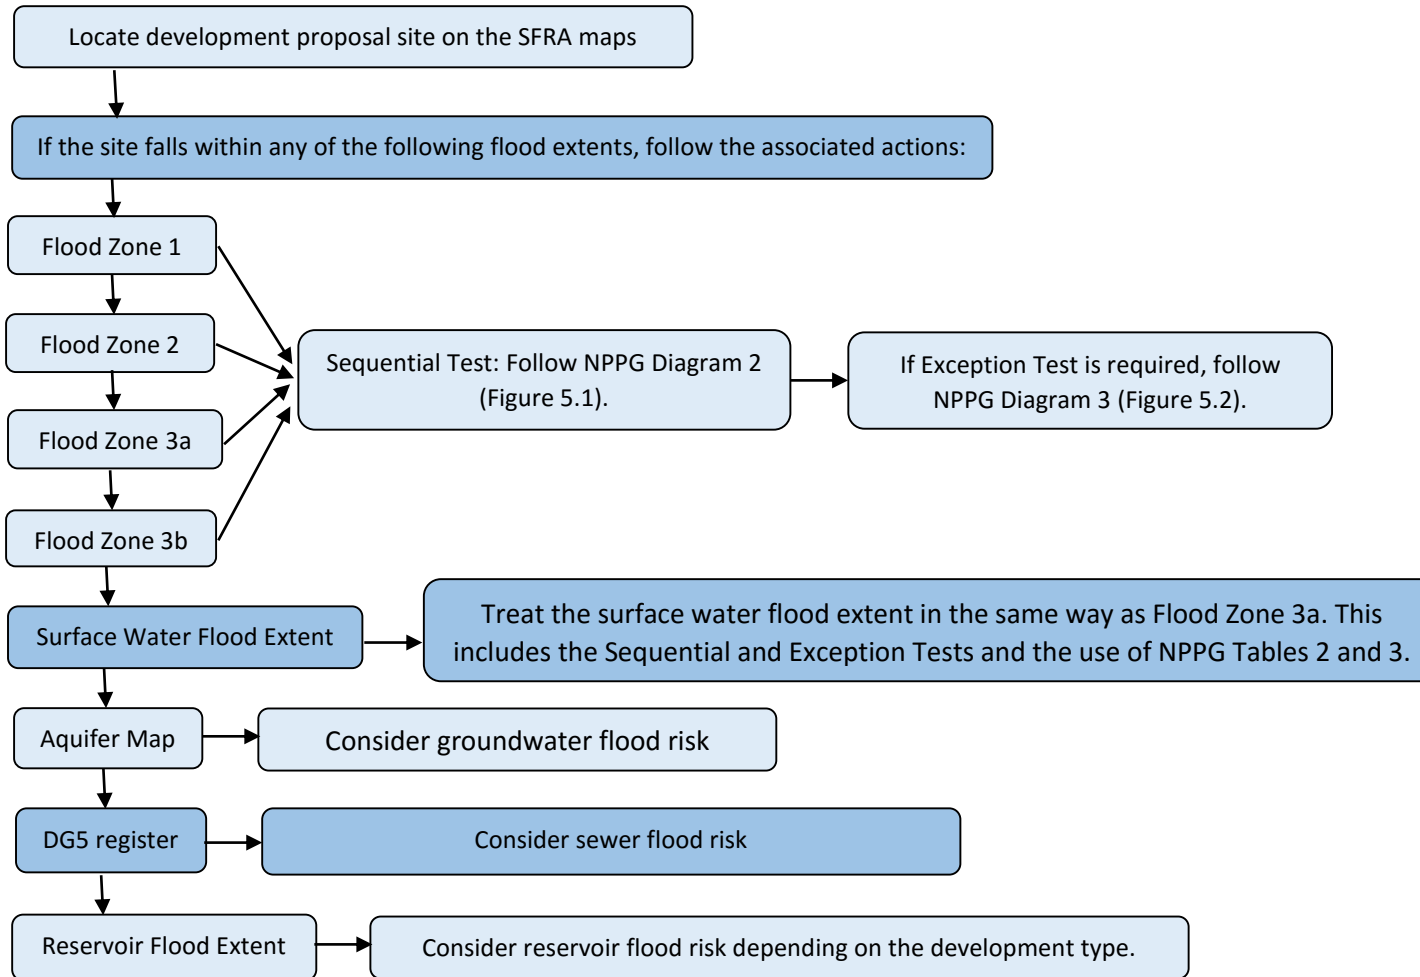 Locate development proposal site on the SFRA maps
If the site falls within any of the following flood extents, follow the associated actions:
Flood Zone 1
Flood Zone 2
Flood Zone 3a
Flood Zone 3b
Sequential Test: Follow NPPG Diagram 2
(Figure 5.1).
If Exception Test is required, follow
NPPG Diagram 3 (Figure 5.2).
Surface Water Flood Extent
Treat the surface water flood extent in the same way as Flood Zone 3a. This
includes the Sequential and Exception Tests and the use of NPPG Tables 2 and 3.
Aquifer Map
Consider groundwater flood risk
DG5 register
Consider sewer flood risk
Reservoir Flood Extent
Consider reservoir flood risk depending on the development type.